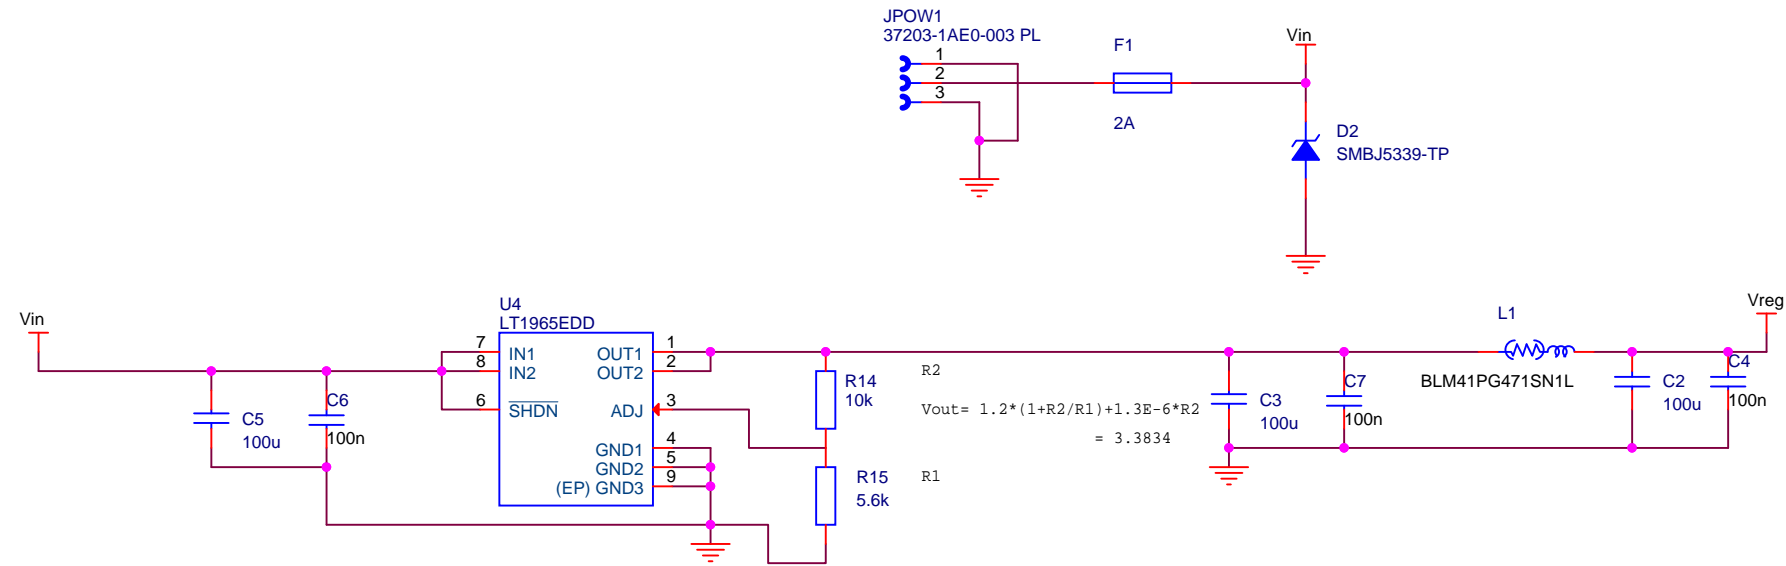 JPOW1
37203-1AE0-003 PL
1
2
3
F1
2A
Vin
D2
SMBJ5339-TP
Vin
U4
LT1965EDD
7
IN1
OUT1
1
8
IN2
OUT2
2
6
SHDN
ADJ
3
GND1
4
GND2
5
(EP) GND3
9
C5
100u
C6
100n
R14
10k
R15
5.6k
R2
Vout= 1.2*(1+R2/R1)+1.3E-6*R2
= 3.3834
R1
C3
100u
C7
100n
L1
BLM41PG471SN1L
Vreg
C2
100u
C4
100n